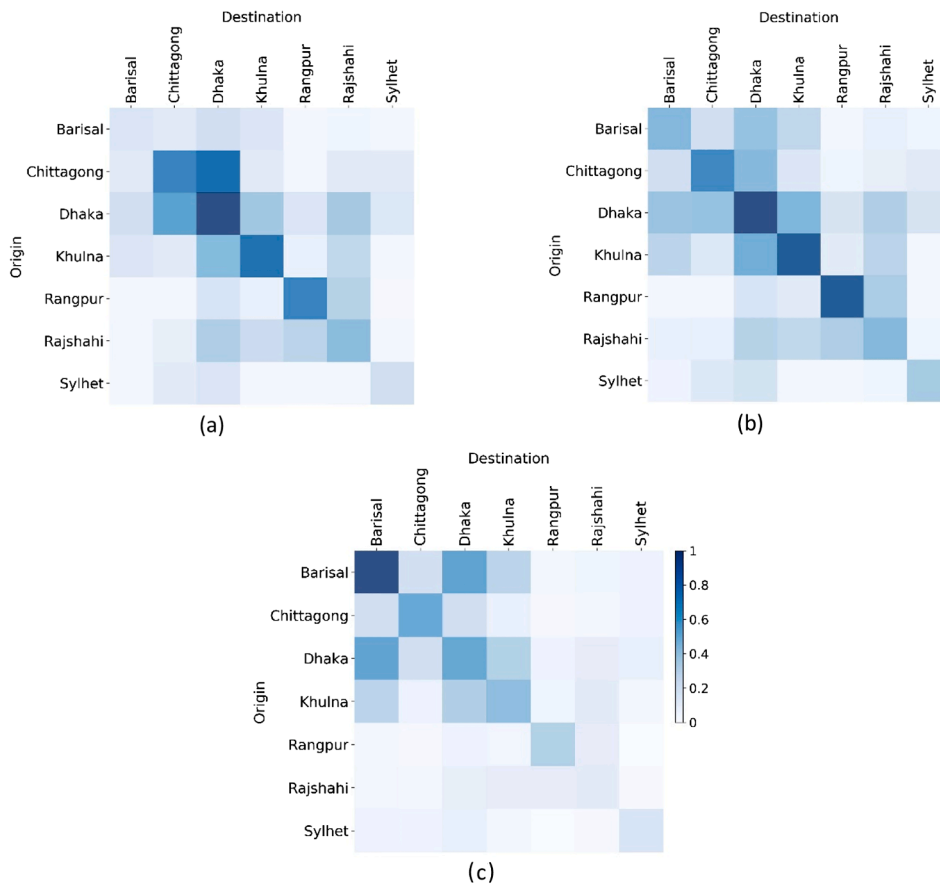 Destination
Barisal
Chittagong
Dhaka
Khulna
Rangpur
Rajshahi
Sylhet
Origin
Barisal
Chittagong
Dhaka
Khulna
Rangpur
Rajshahi
Sylhet
(a)
Destination
Barisal
Chittagong
Dhaka
Khulna
Rangpur
Rajshahi
Sylhet
Origin
Barisal
Chittagong
Dhaka
Khulna
Rangpur
Rajshahi
Sylhet
(b)
Destination
Barisal
Chittagong
Dhaka
Khulna
Rangpur
Rajshahi
Sylhet
Origin
Barisal
Chittagong
Dhaka
Khulna
Rangpur
Rajshahi
Sylhet
1
0.8
0.6
0.4
0.2
0
(c)